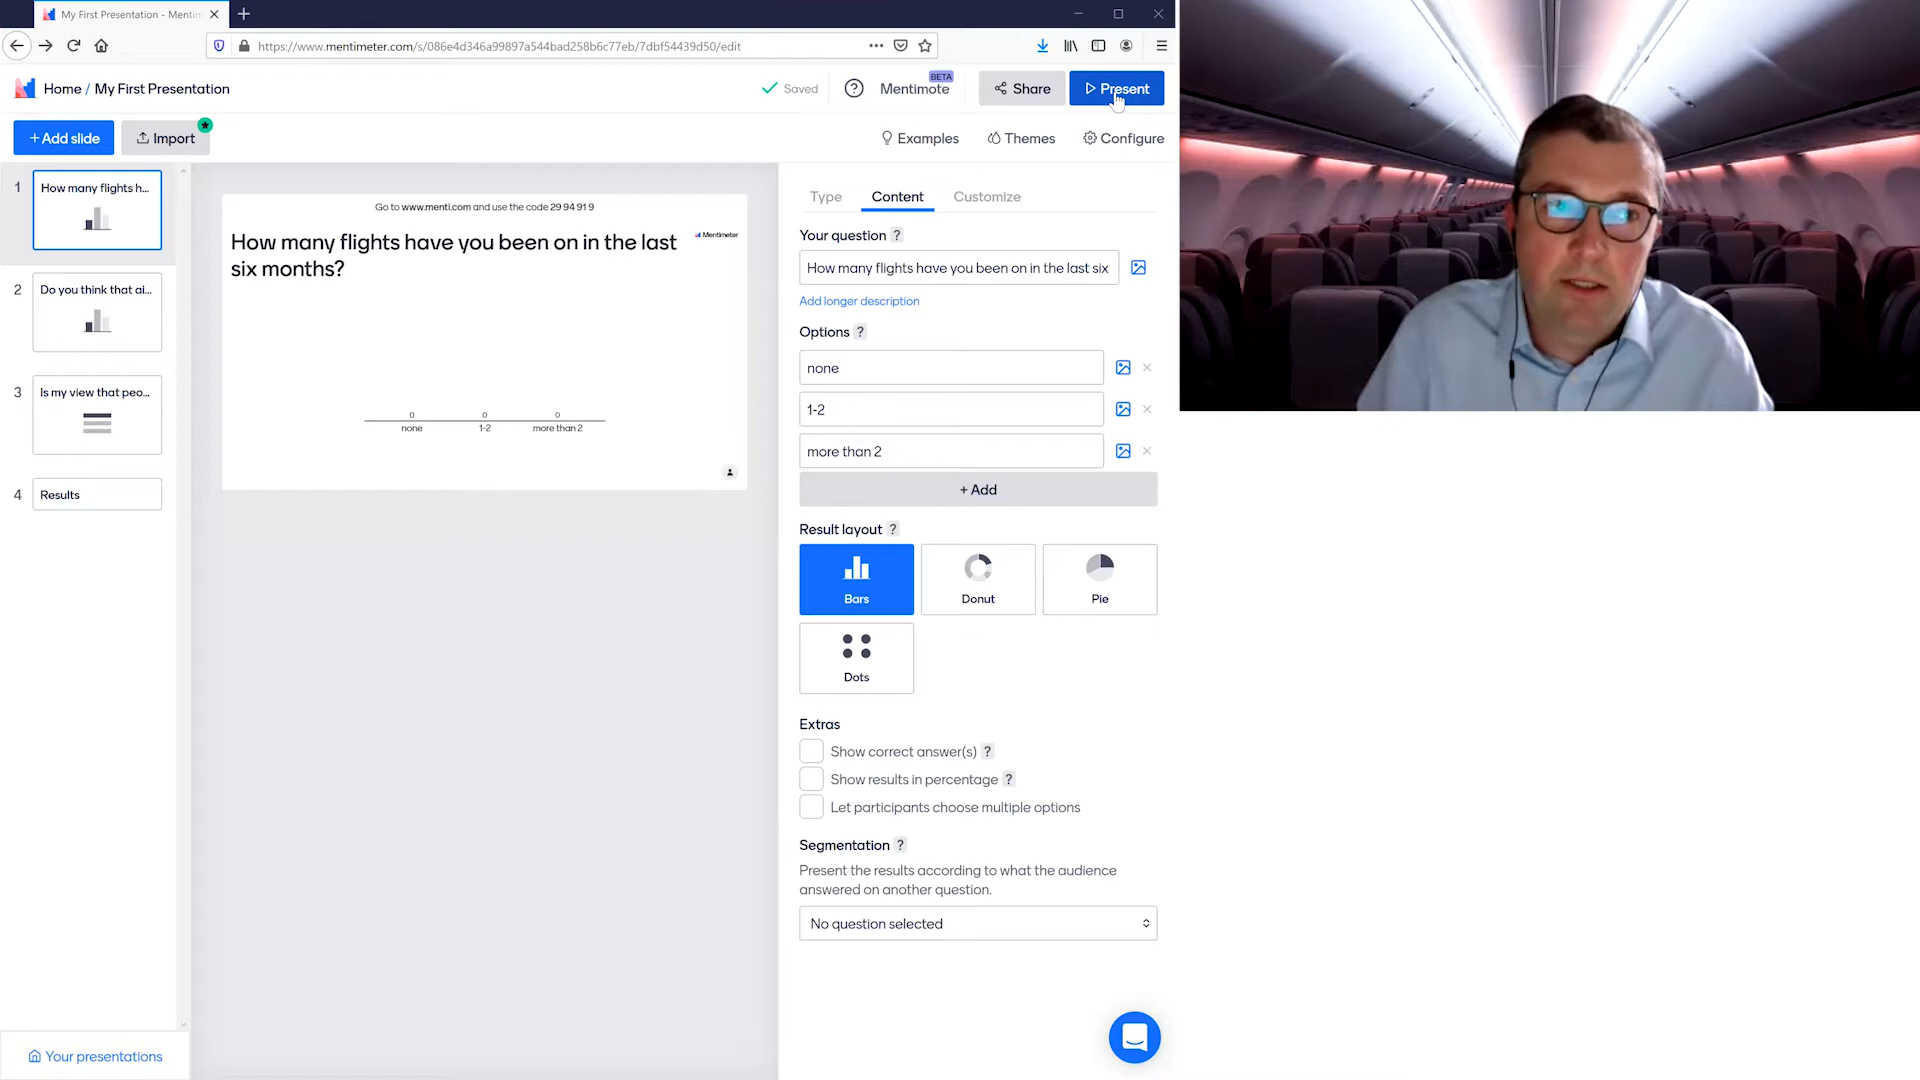 My First Presentation - Mentim
https://www.mentimeter.com/s/086e4d346a99897a544bad258b6c77eb/7dbf54439d50/edit
Home / My First Presentation
Saved
Mentimote
BETA
Share
Present
+ Add slide
Import
Examples
Themes
Configure
1
How many flights h...
2
Do you think that ai...
3
Is my view that peo...
4
Results
Your presentations
Go to www.menti.com and use the code 29 94 91 9
Mentimeter
How many flights have you been on in the last
six months?
0 0 0
none 1-2 more than 2
Type Content Customize
Your question ?
How many flights have you been on in the last six
Add longer description
Options ?
none
1-2
more than 2
+ Add
Result layout ?
Bars
Donut
Pie
Dots
Extras
Show correct answer(s) ?
Show results in percentage ?
Let participants choose multiple options
Segmentation ?
Present the results according to what the audience
answered on another question.
No question selected